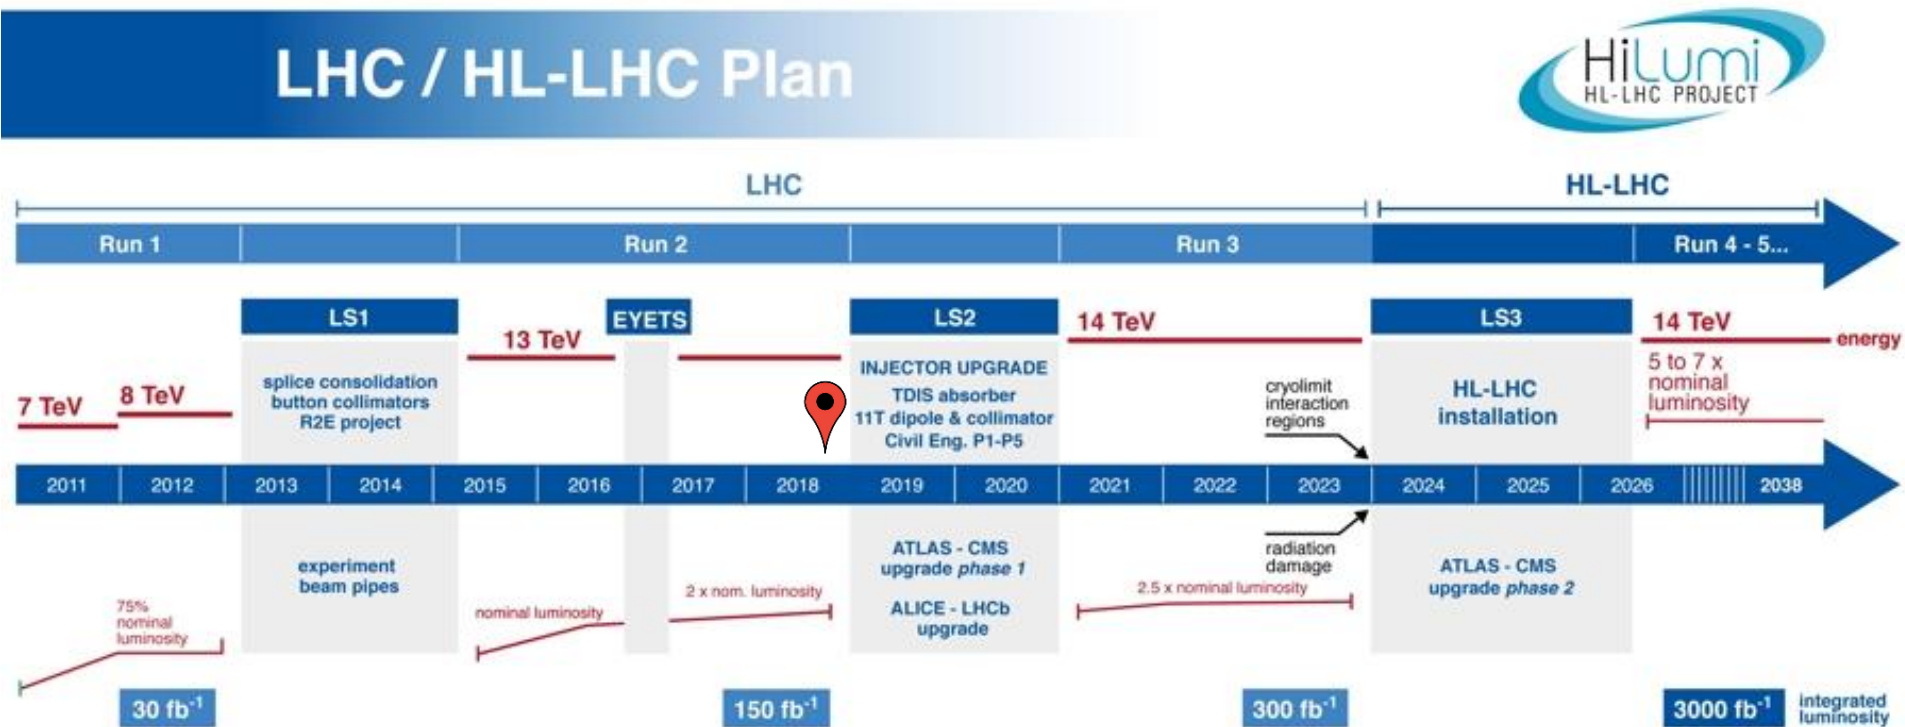 LHC / HL-LHC Plan
HiLumi
HL-LHC PROJECT
LHC
HL-LHC
Run 1
Run 2
Run 3
Run 4 - 5...
LS1
EYETS
LS2
LS3
7 TeV
8 TeV
13 TeV
14 TeV
14 TeV
energy
splice consolidation
button collimators
R2E project
INJECTOR UPGRADE
TDIS absorber
11T dipole & collimator
Civil Eng. P1-P5
cryolimit
interaction
regions
HL-LHC
installation
5 to 7 x
nominal
luminosity
2011 2012 2013 2014 2015 2016 2017 2018 2019 2020 2021 2022 2023 2024 2025 2026 2038
75%
nominal
luminosity
experiment
beam pipes
nominal luminosity
2 x nom. luminosity
ATLAS - CMS
upgrade phase 1
ALICE - LHCb
upgrade
radiation
damage
2.5 x nominal luminosity
ATLAS - CMS
upgrade phase 2
30 fb-1
150 fb-1
300 fb-1
3000 fb-1
integrated
luminosity